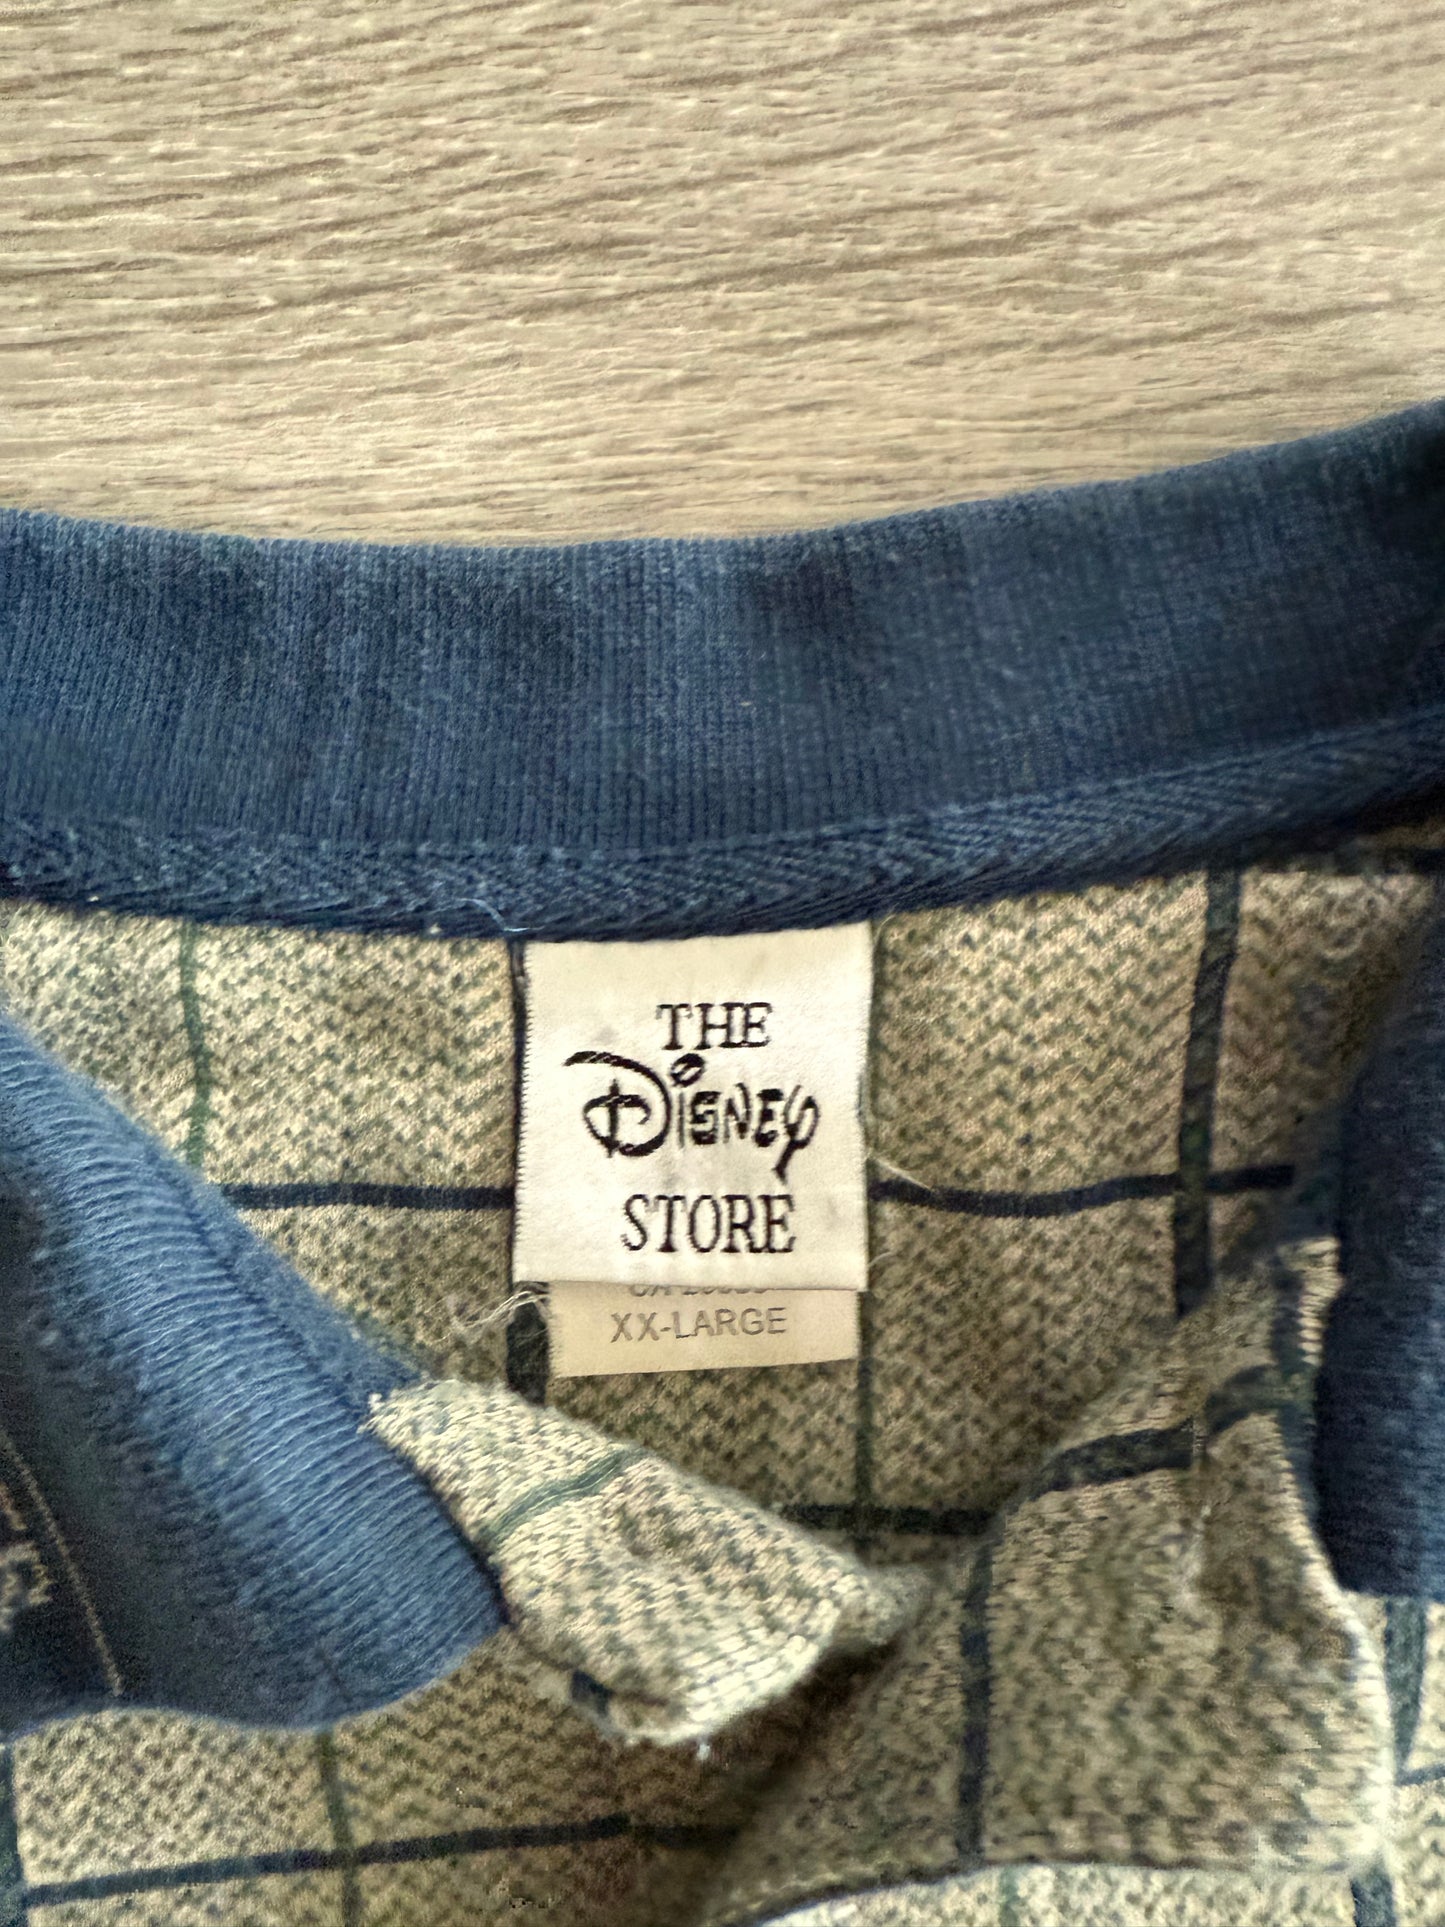 THE
Disney
STORE
XX-LARGE